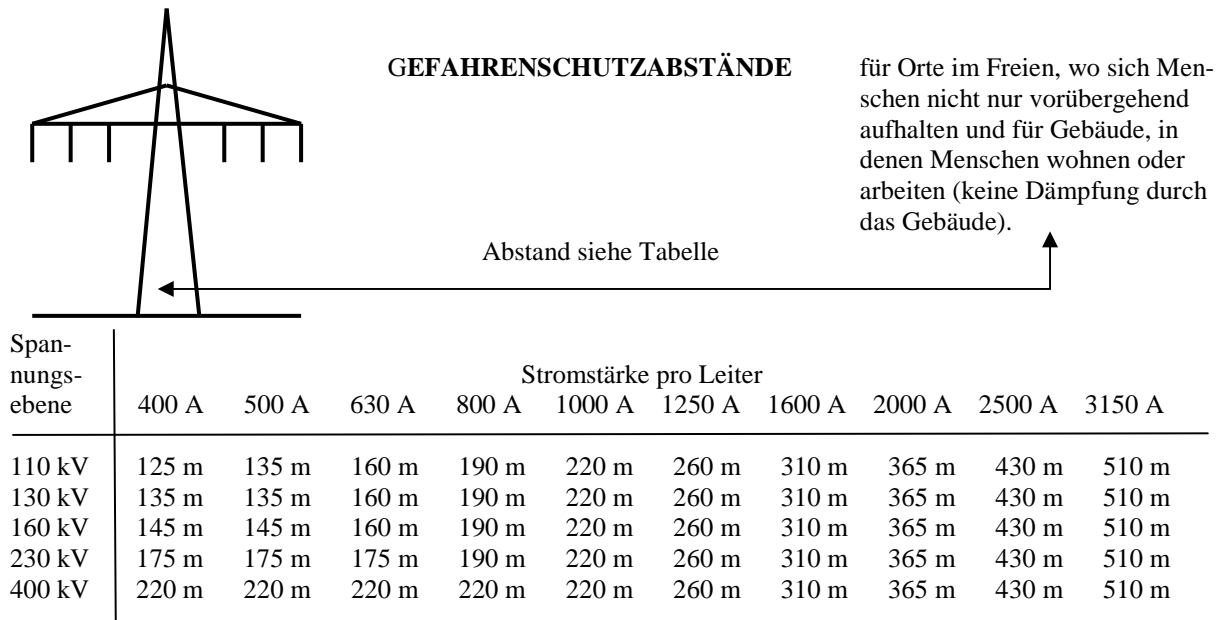 GEFAHRENSCHUTZABSTÄNDE
für Orte im Freien, wo sich Men-
schen nicht nur vorübergehend
aufhalten und für Gebäude, in
denen Menschen wohnen oder
arbeiten (keine Dämpfung durch
das Gebäude).
Abstand siehe Tabelle
Span-
nungs-
ebene
Stromstärke pro Leiter
400 A 500 A 630 A 800 A 1000 A 1250 A 1600 A 2000 A 2500 A 3150 A
110 kV 125 m 135 m 160 m 190 m 220 m 260 m 310 m 365 m 430 m 510 m
130 kV 135 m 135 m 160 m 190 m 220 m 260 m 310 m 365 m 430 m 510 m
160 kV 145 m 145 m 160 m 190 m 220 m 260 m 310 m 365 m 430 m 510 m
230 kV 175 m 175 m 175 m 190 m 220 m 260 m 310 m 365 m 430 m 510 m
400 kV 220 m 220 m 220 m 220 m 220 m 260 m 310 m 365 m 430 m 510 m